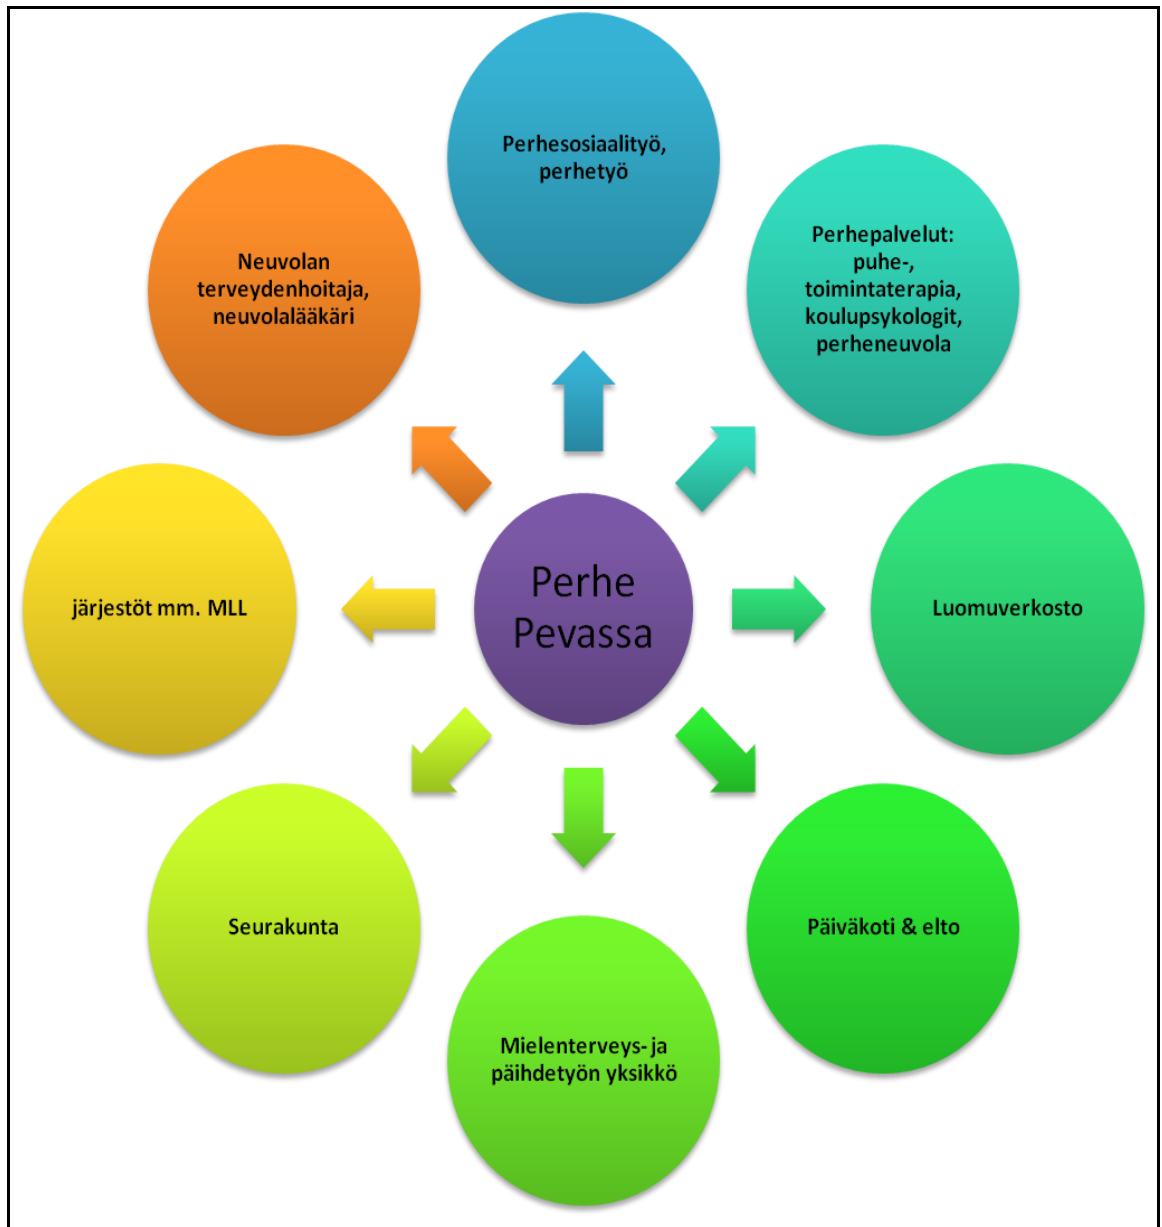 Perhesosiaalityö,
perhetyö
Perhepalvelut:
puhe-,
toimintaterapia,
koulupsykologit,
perheneuvola
Luomuverkosto
Päiväkoti & elto
Mielenterveys- ja
päihdetyön yksikkö
Seurakunta
järjestöt mm. MLL
Neuvolan
terveydenhoitaja,
neuvolalääkäri
Perhe
Pevassa